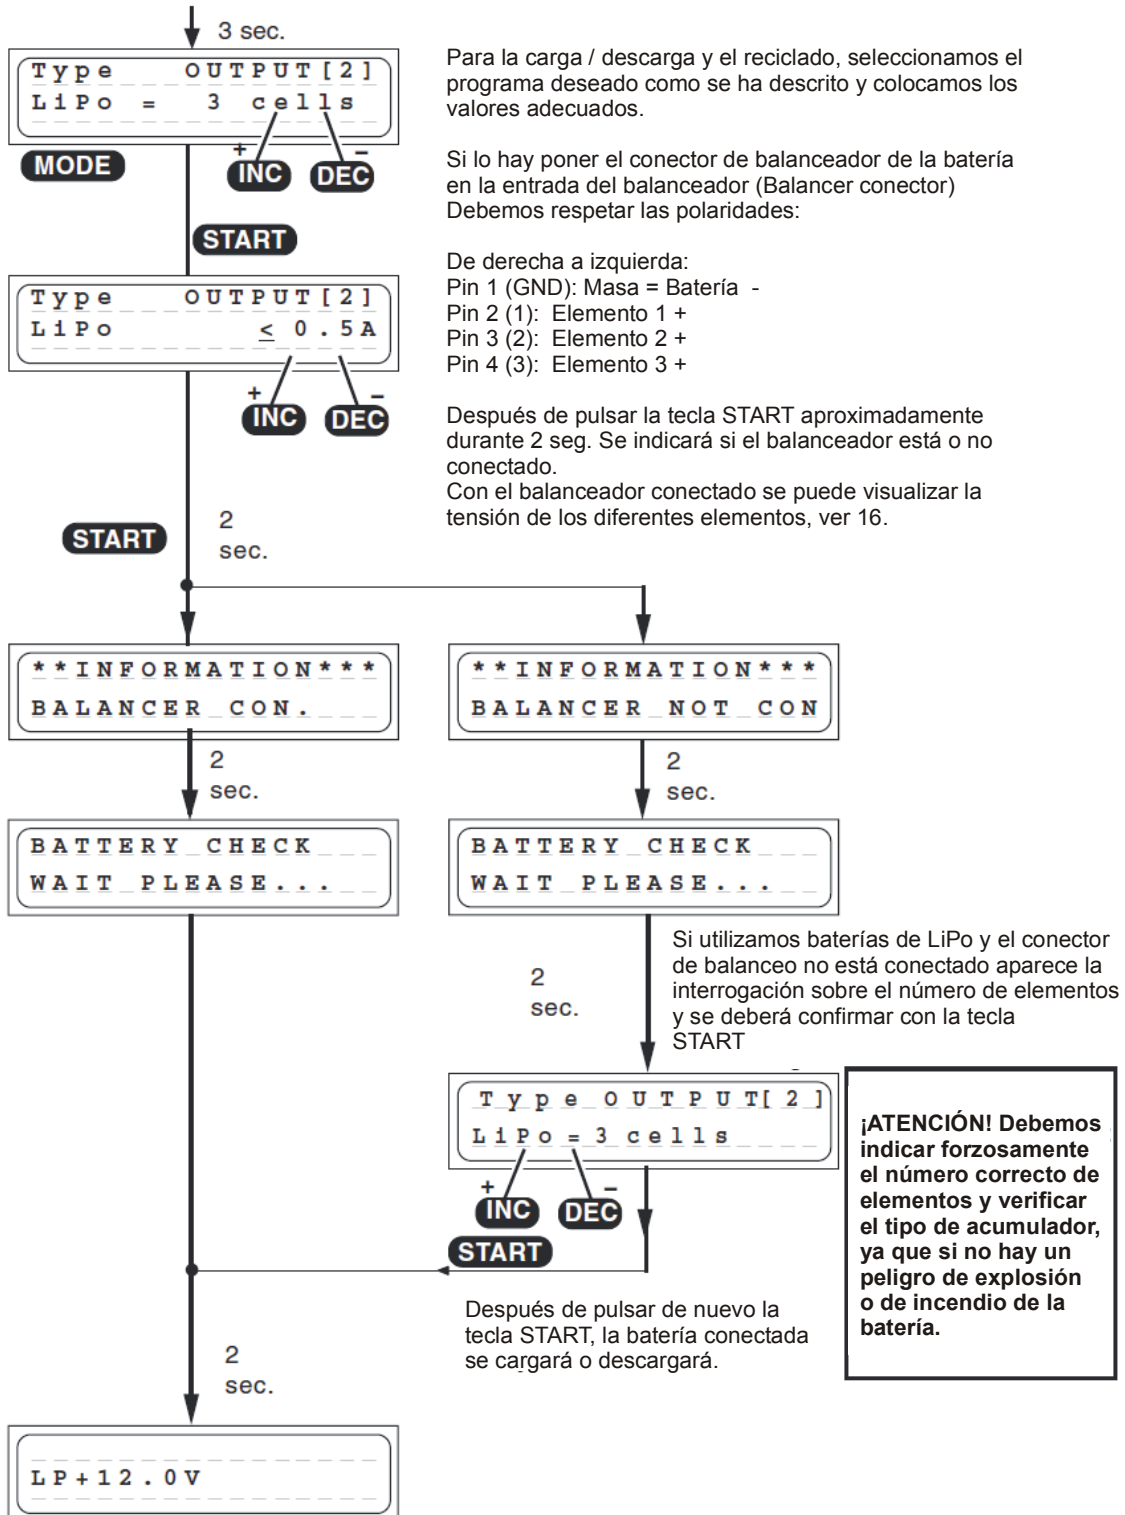 3 sec.
Type OUTPUT[2]
LiPo = 3 cells
MODE
+ -
INC DEC
START
Type OUTPUT[2]
LiPo ≤ 0.5A
+ -
INC DEC
START
2
sec.
Para la carga / descarga y el reciclado, seleccionamos el
programa deseado como se ha descrito y colocamos los
valores adecuados.
Si lo hay poner el conector de balanceador de la batería
en la entrada del balanceador (Balancer conector)
Debemos respetar las polaridades:
De derecha a izquierda:
Pin 1 (GND): Masa = Batería -
Pin 2 (1): Elemento 1 +
Pin 3 (2): Elemento 2 +
Pin 4 (3): Elemento 3 +
Después de pulsar la tecla START aproximadamente
durante 2 seg. Se indicará si el balanceador está o no
conectado.
Con el balanceador conectado se puede visualizar la
tensión de los diferentes elementos, ver 16.
**INFORMATION***
BALANCER CON.
2
sec.
BATTERY CHECK
WAIT PLEASE...
**INFORMATION***
BALANCER NOT CON
2
sec.
BATTERY CHECK
WAIT PLEASE...
2
sec.
Si utilizamos baterías de LiPo y el conector
de balanceo no está conectado aparece la
interrogación sobre el número de elementos
y se deberá confirmar con la tecla
START
Type OUTPUT[2]
LiPo=3 cells
+ -
INC DEC
START
¡ATENCIÓN! Debemos
indicar forzosamente
el número correcto de
elementos y verificar
el tipo de acumulador,
ya que si no hay un
peligro de explosión
o de incendio de la
batería.
Después de pulsar de nuevo la
tecla START, la batería conectada
se cargará o descargará.
2
sec.
LP+12.0V